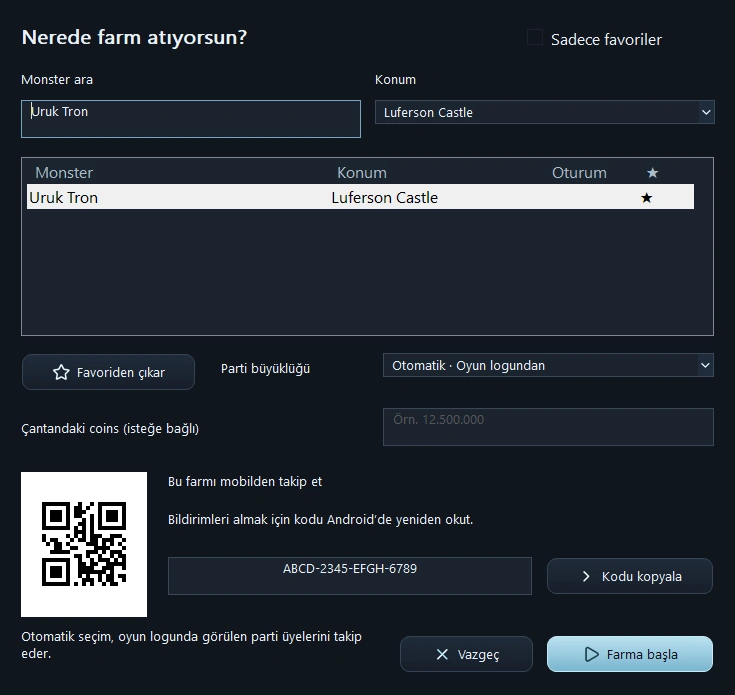 Nerede farm atıyorsun?
Sadece favoriler
Monster ara
Konum
Uruk Tron
Luferson Castle
Monster Konum Oturum ★
Uruk Tron Luferson Castle ★
Favoriden çıkar
Parti büyüklüğü
Otomatik · Oyun logundan
Çantandaki coins (isteğe bağlı)
Örn. 12.500.000
Bu farmı mobilden takip et
Bildirimleri almak için kodu Android’de yeniden okut.
ABCD-2345-EFGH-6789
Kodu kopyala
Otomatik seçim, oyun logunda görülen parti üyelerini takip
eder.
Vazgeç
Farma başla